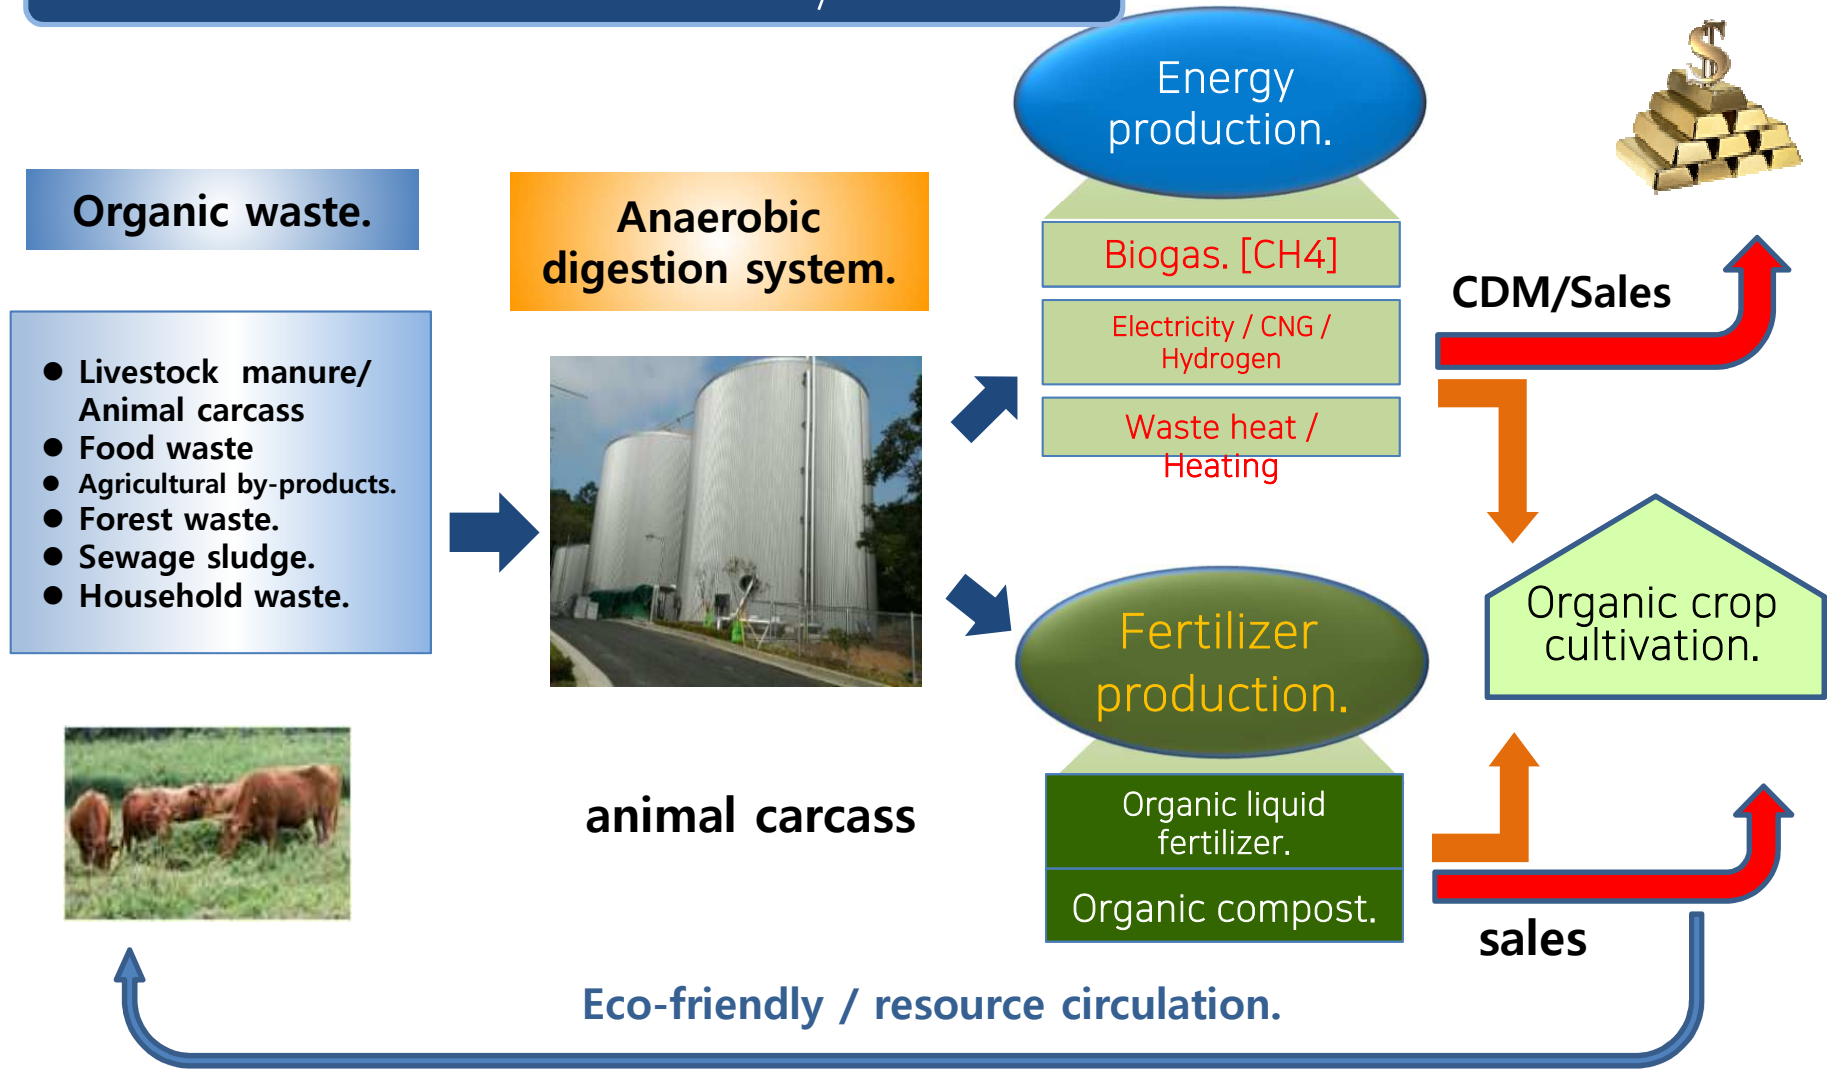 Energy
production.
Organic waste.
Anaerobic
digestion system.
Biogas. [CH4]
Electricity / CNG /
Hydrogen
Waste heat /
Heating
CDM/Sales
● Livestock manure/
Animal carcass
● Food waste
● Agricultural by-products.
● Forest waste.
● Sewage sludge.
● Household waste.
Organic crop
cultivation.
Fertilizer
production.
animal carcass
Organic liquid
fertilizer.
Organic compost.
sales
Eco-friendly / resource circulation.
$